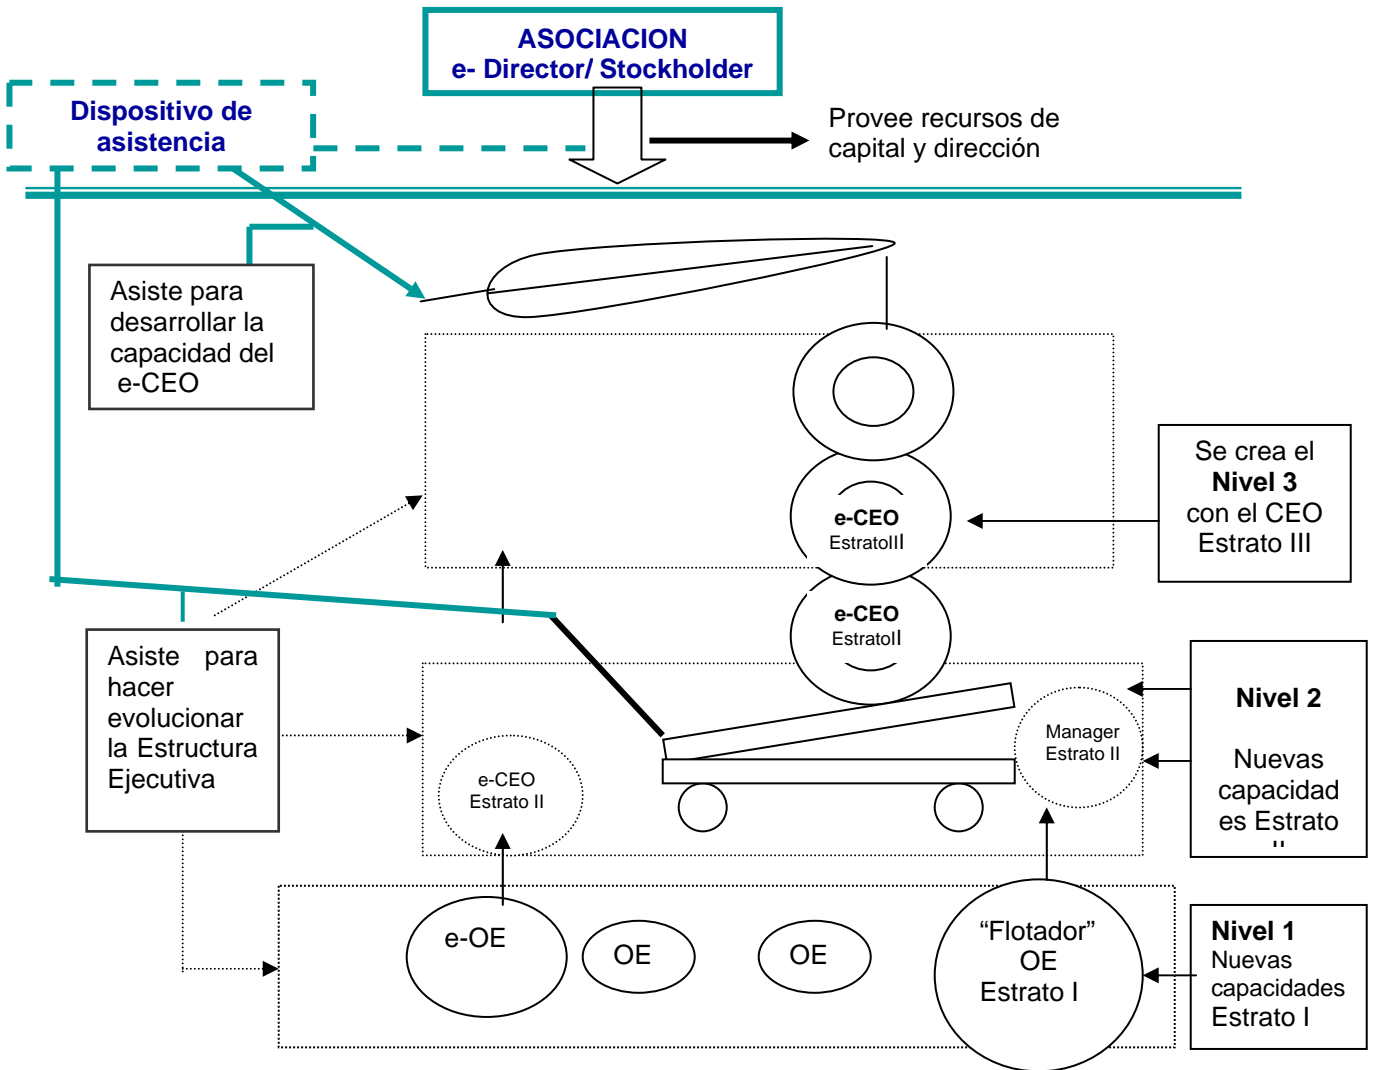 ASOCIACION
e- Director/ Stockholder
Dispositivo de
asistencia
Provee recursos de
capital y dirección
Asiste para
desarrollar la
capacidad del
e-CEO
Se crea el
Nivel 3
con el CEO
Estrato III
e-CEO
EstratoIII
e-CEO
EstratoII
Asiste para
hacer
evolucionar
la Estructura
Ejecutiva
Nivel 2
Nuevas
capacidad
es Estrato
Manager
Estrato II
e-CEO
Estrato II
e-OE
OE
OE
“Flotador”
OE
Estrato I
Nivel 1
Nuevas
capacidades
Estrato I